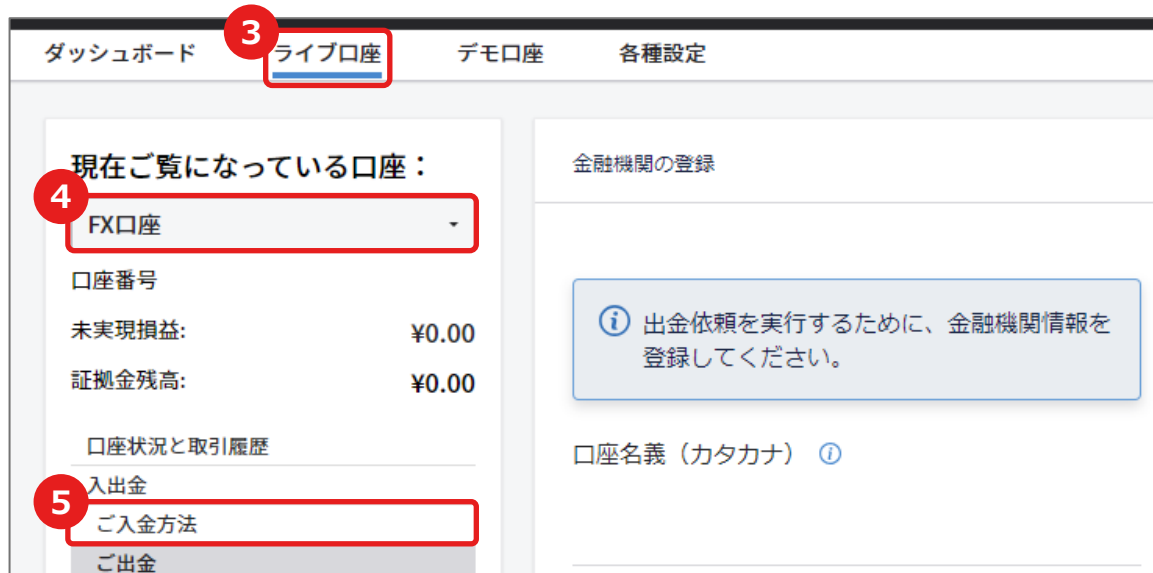 3
ダッシュボード ライブ口座 デモ口座 各種設定
現在ご覧になっている口座：
4
FX口座
口座番号
未実現損益: ¥0.00
証拠金残高: ¥0.00
口座状況と取引履歴
入出金
5
ご入金方法
ご出金
金融機関の登録
出金依頼を実行するために、金融機関情報を
登録してください。
口座名義（カタカナ）